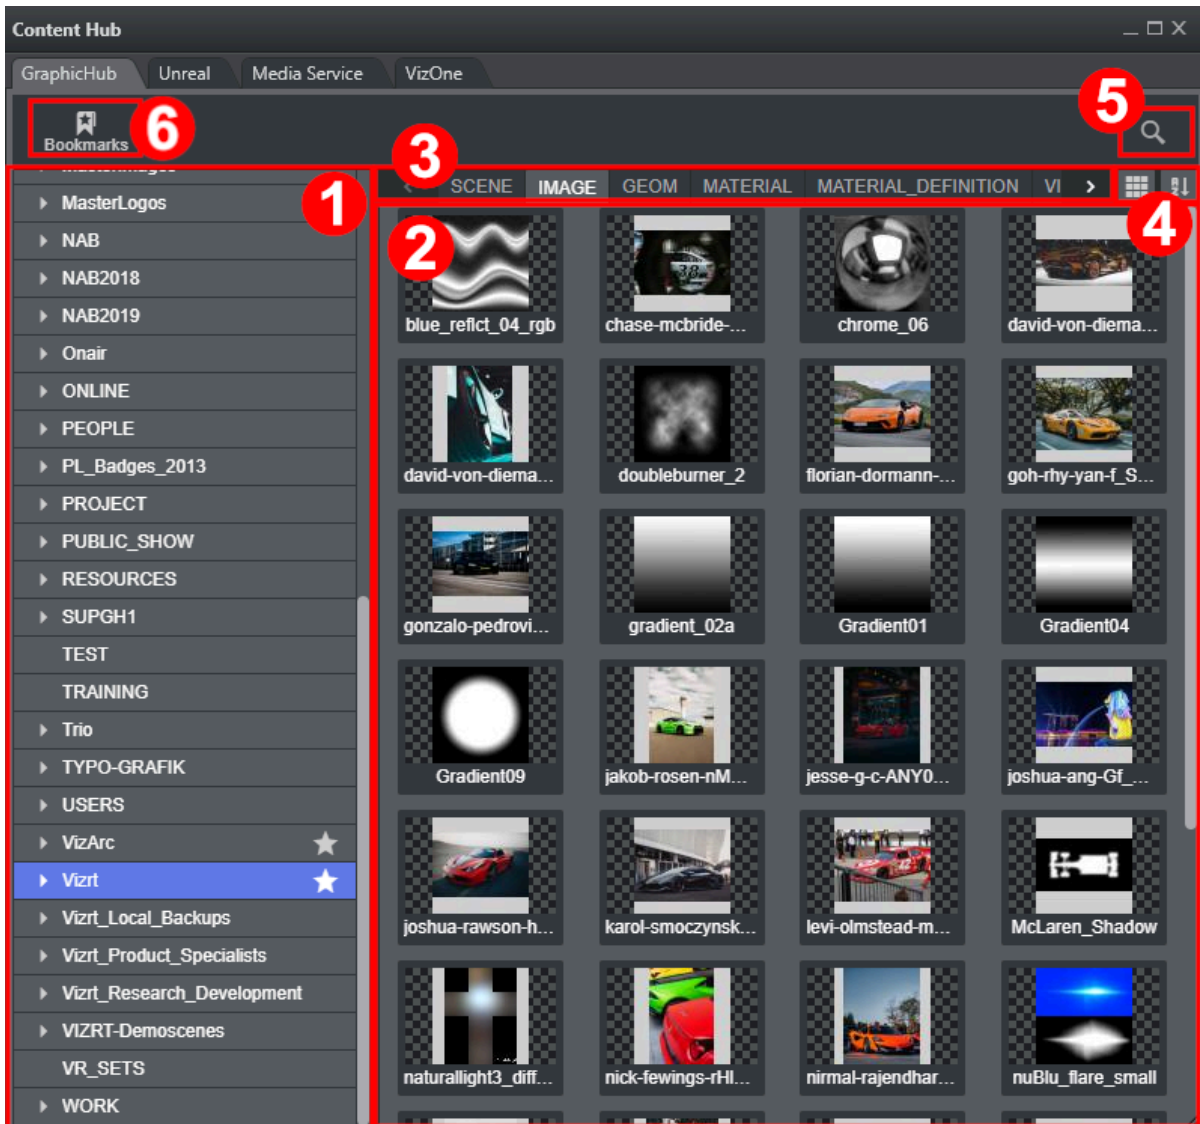 Content Hub
GraphicHub Unreal Media Service VizOne
5
Bookmarks 6
3
SCENE IMAGE GEOM MATERIAL MATERIAL_DEFINITION VI
1
2
4
MasterImages
MasterLogos
NAB
NAB2018
NAB2019
Onair
ONLINE
PEOPLE
PL_Badges_2013
PROJECT
PUBLIC_SHOW
RESOURCES
SUPGH1
TEST
TRAINING
Trio
TYPO-GRAFIK
USERS
VizArc
Vizrt
Vizrt_Local_Backups
Vizrt_Product_Specialists
Vizrt_Research_Development
VIZRT-Demoscenes
VR_SETS
WORK
38
blue_reflct_04_rgb chase-mcbride-... chrome_06 david-von-diema...
david-von-diema... doubleburner_2 florian-dormann-... goh-rhy-yan-f_S...
gonzalo-pedrovi... gradient_02a Gradient01 Gradient04
Gradient09 jakob-rosen-nM... jesse-g-c-ANY0... joshua-ang-Gf_...
joshua-rawson-h... karol-smoczynsk... levi-olmstead-m... McLaren_Shadow
naturallight3_diff... nick-fewings-rHI... nirmal-rajendhar... nuBlu_flare_small